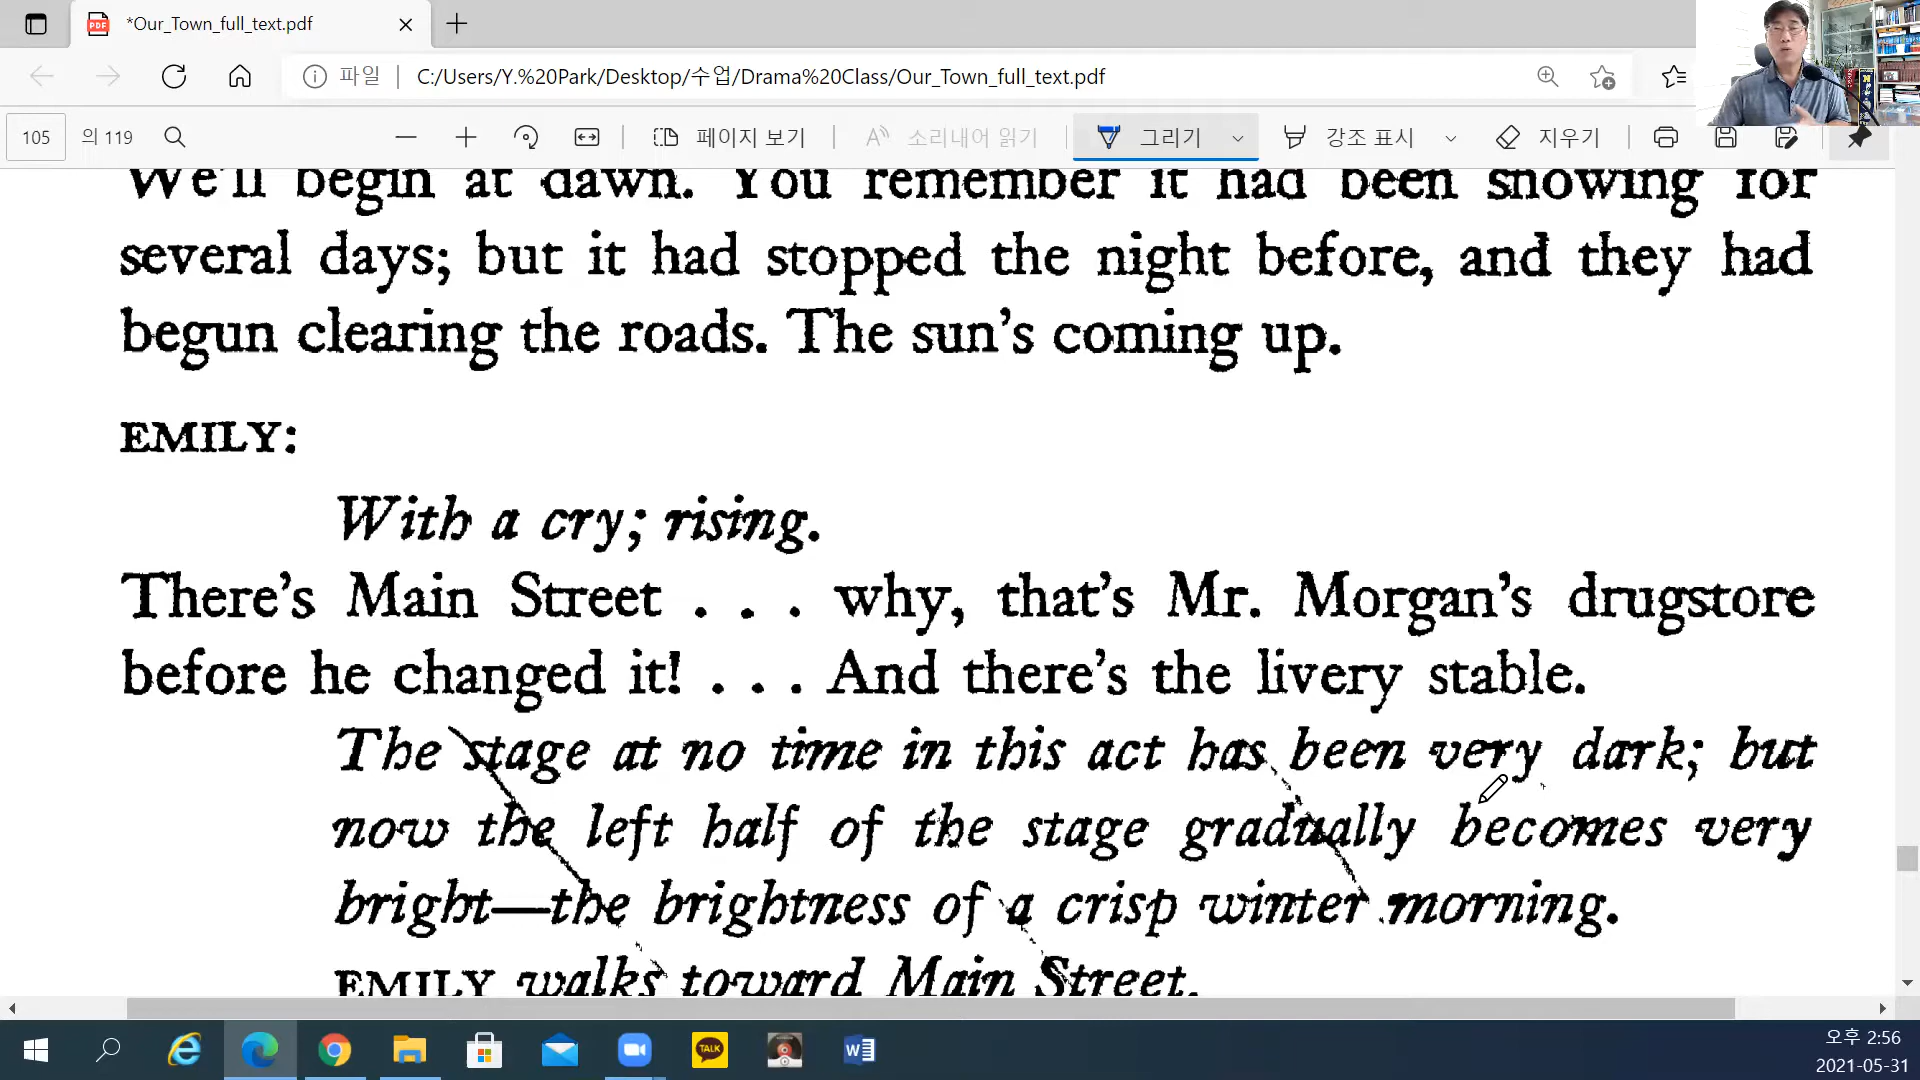 *Our_Town_full_text.pdf
파일 C:/Users/Y.%20Park/Desktop/수업/Drama%20Class/Our_Town_full_text.pdf
105 의 119 페이지 보기 소리내어 읽기 그리기 강조 표시 지우기
We'll begin at dawn. You remember it had been snowing for
several days; but it had stopped the night before, and they had
begun clearing the roads. The sun's coming up.
EMILY:
With a cry; rising.
There's Main Street . . . why, that's Mr. Morgan's drugstore
before he changed it! . . . And there's the livery stable.
The stage at no time in this act has been very dark; but
now the left half of the stage gradually becomes very
bright—the brightness of a crisp winter morning.
EMILY walks toward Main Street.
TALK
오후 2:56
2021-05-31